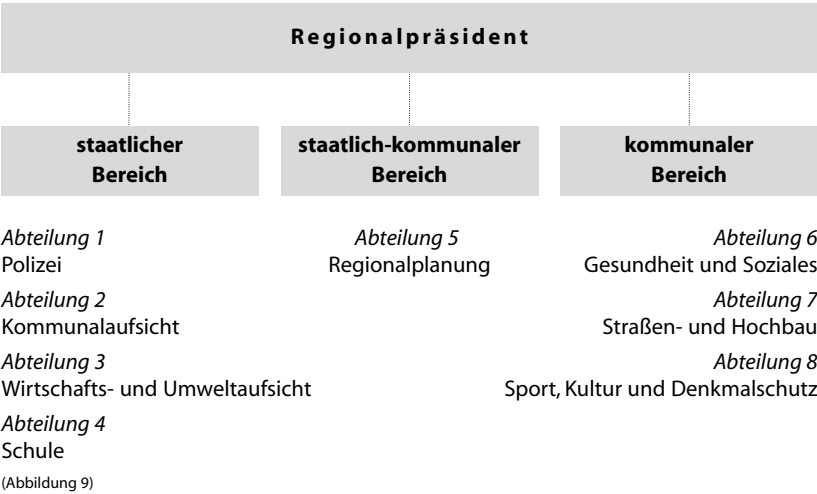 Regionalpräsident
staatlicher
Bereich
staatlich-kommunaler
Bereich
kommunaler
Bereich
Abteilung 1
Polizei
Abteilung 2
Kommunalaufsicht
Abteilung 3
Wirtschafts- und Umweltaufsicht
Abteilung 4
Schule
Abteilung 5
Regionalplanung
Abteilung 6
Gesundheit und Soziales
Abteilung 7
Straßen- und Hochbau
Abteilung 8
Sport, Kultur und Denkmalschutz
(Abbildung 9)